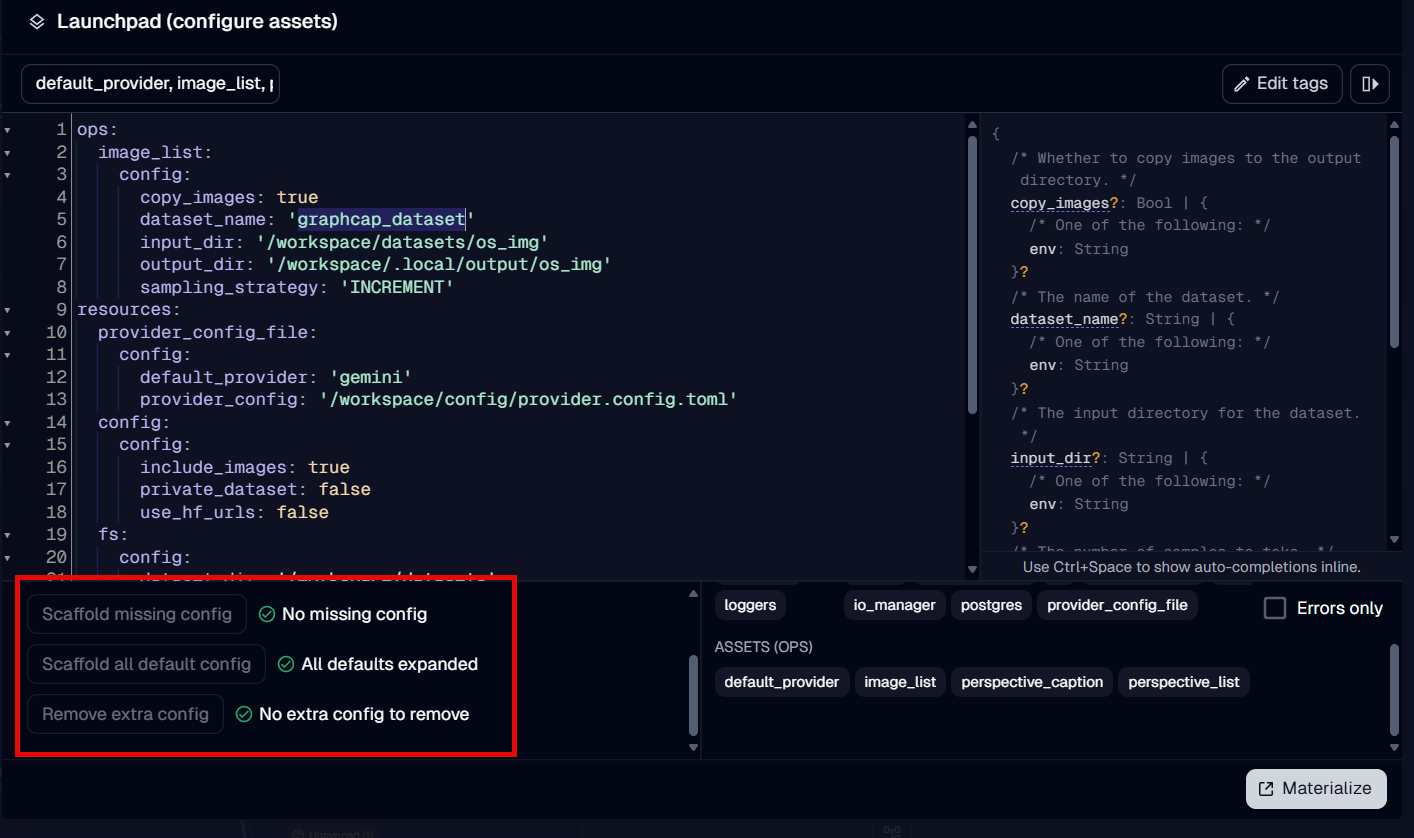 Launchpad (configure assets)
default_provider, image_list, p
Edit tags
1 ops:
2 image_list:
3 config:
4 copy_images: true
5 dataset_name: 'graphcap_dataset'
6 input_dir: '/workspace/datasets/os_img'
7 output_dir: '/workspace/.local/output/os_img'
8 sampling_strategy: 'INCREMENT'
9 resources:
10 provider_config_file:
11 config:
12 default_provider: 'gemini'
13 provider_config: '/workspace/config/provider.config.toml'
14 config:
15 config:
16 include_images: true
17 private_dataset: false
18 use_hf_urls: false
19 fs:
20 config:
{
/* Whether to copy images to the output
directory. */
copy_images?: Bool | {
/* One of the following: */
env: String
}?
/* The name of the dataset. */
dataset_name?: String | {
/* One of the following: */
env: String
}?
/* The input directory for the dataset.
*/
input_dir?: String | {
/* One of the following: */
env: String
}?
/* The number of samples to take. */
Use Ctrl+Space to show auto-completions inline.
Scaffold missing config No missing config
Scaffold all default config All defaults expanded
Remove extra config No extra config to remove
loggers io_manager postgres provider_config_file
Errors only
ASSETS (OPS)
default_provider image_list perspective_caption perspective_list
Materialize